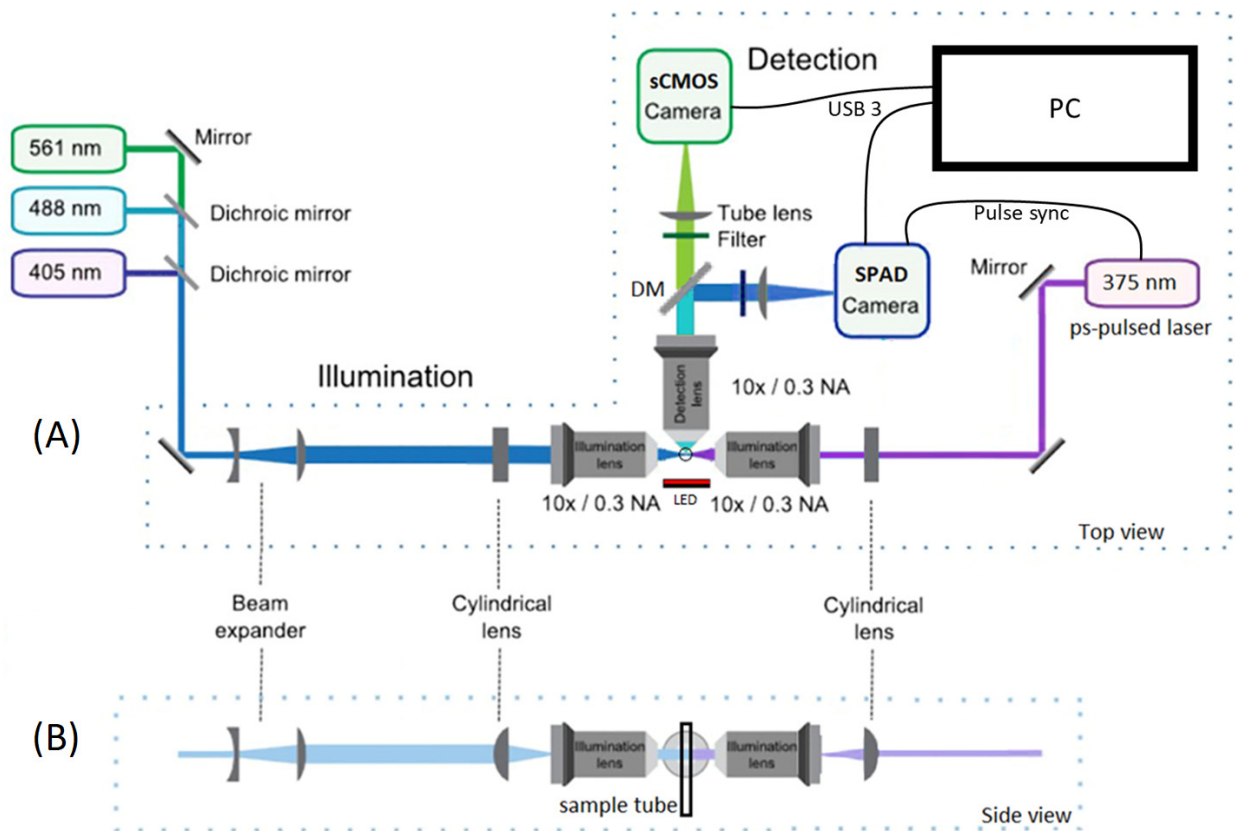 Detection
sCMOS
Camera
USB 3
PC
561 nm
Mirror
488 nm
Dichroic mirror
405 nm
Dichroic mirror
Tube lens
Filter
Pulse sync
DM
SPAD
Camera
Mirror
375 nm
ps-pulsed laser
Illumination
Detection
lens
10x / 0.3 NA
(A)
Illumination
lens
Illumination
lens
10x / 0.3 NA
LED
10x / 0.3 NA
Top view
Beam
expander
Cylindrical
lens
Cylindrical
lens
(B)
Illumination
lens
Illumination
lens
sample tube
Side view